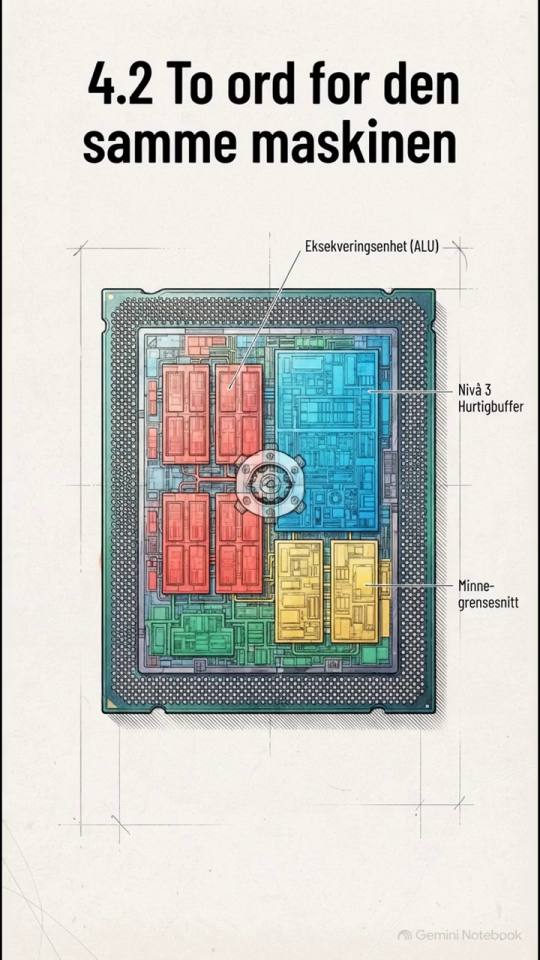 4.2 To ord for den
samme maskinen
Eksekveringsenhet (ALU)
Nivå 3
Hurtigbuffer
Minne-
grensesnitt
Gemini Notebook